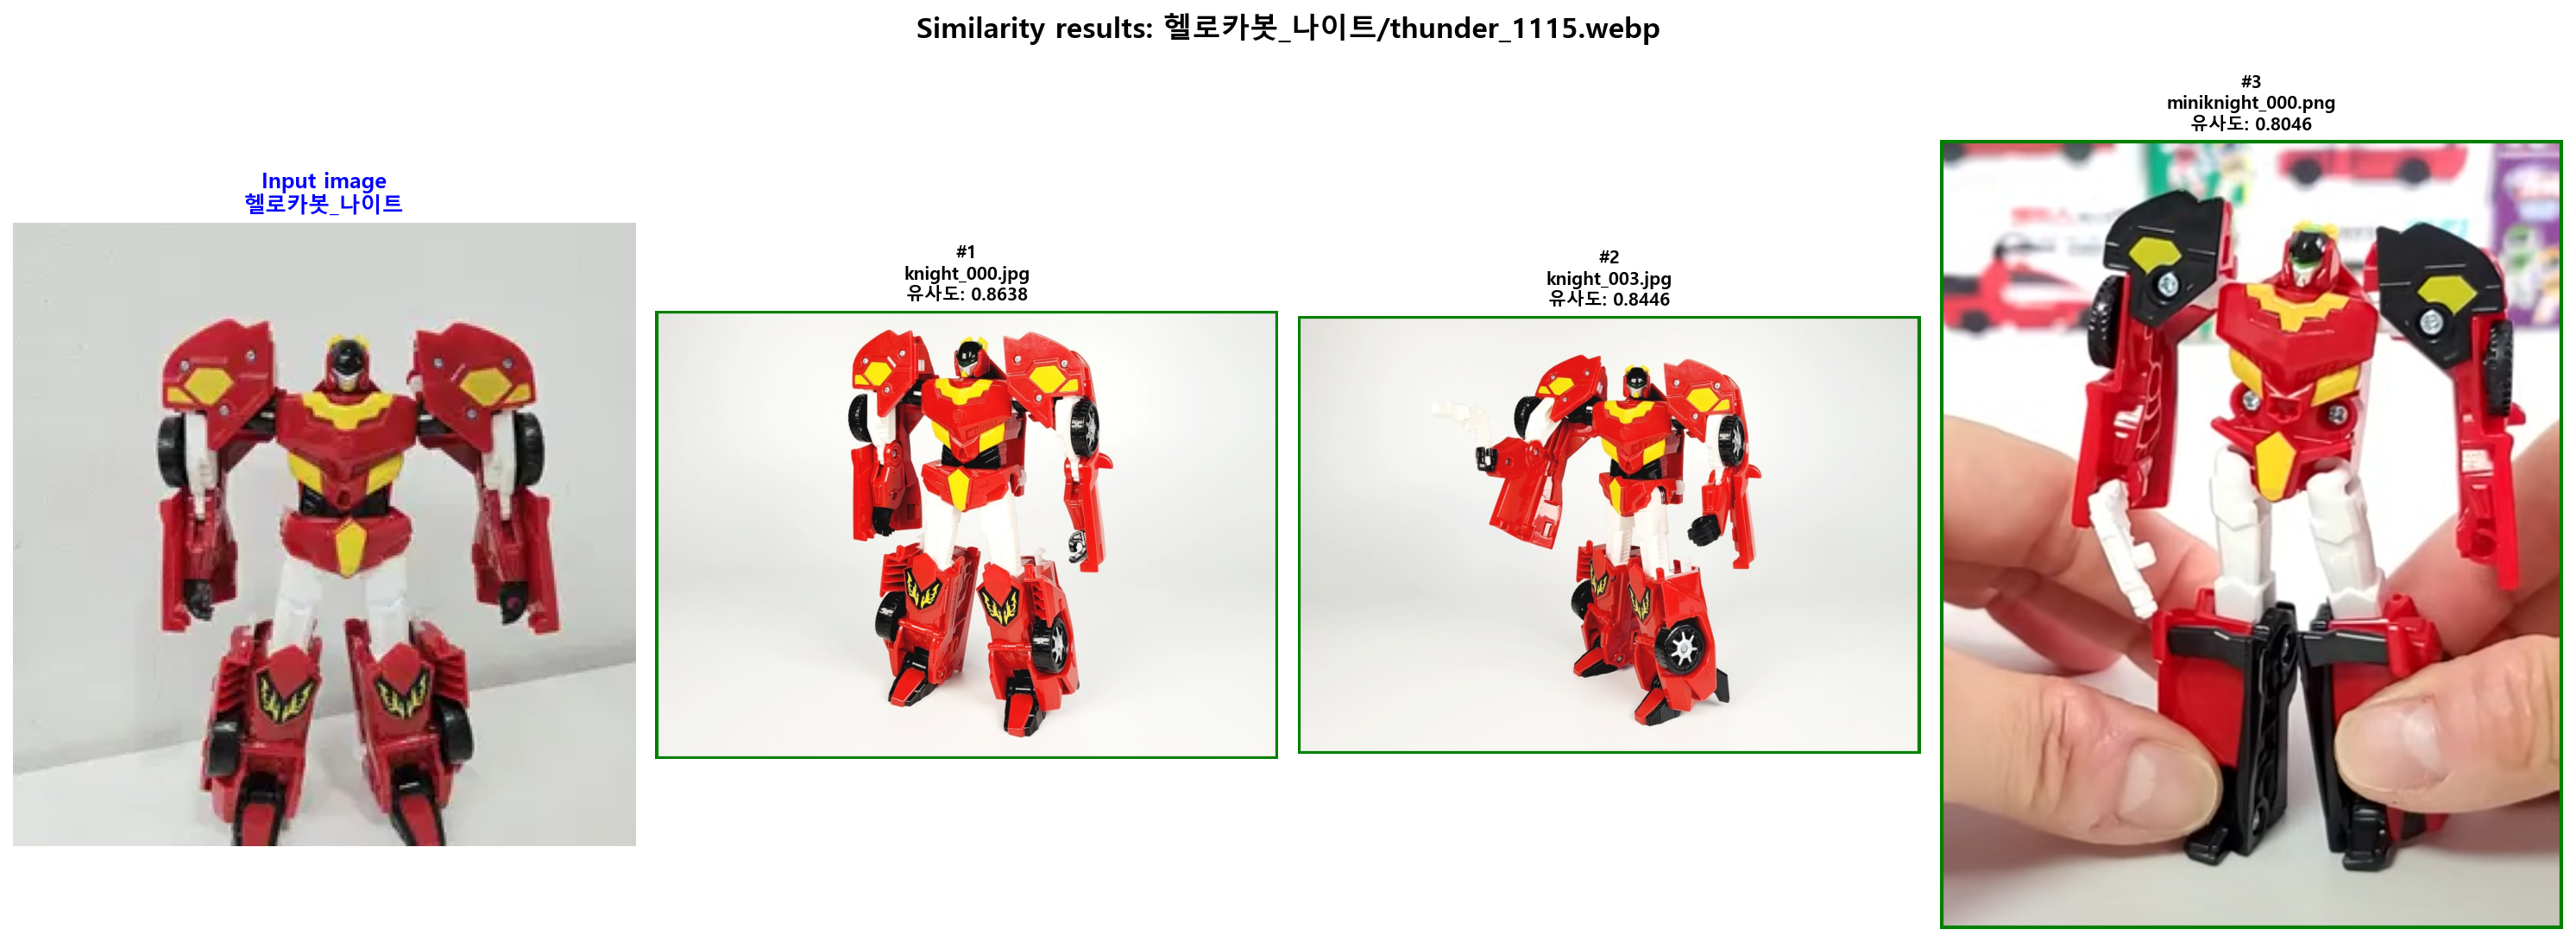 Similarity results: 헬로카봇_나이트/thunder_1115.webp
Input image
헬로카봇_나이트
#1
knight_000.jpg
유사도: 0.8638
#2
knight_003.jpg
유사도: 0.8446
#3
miniknight_000.png
유사도: 0.8046